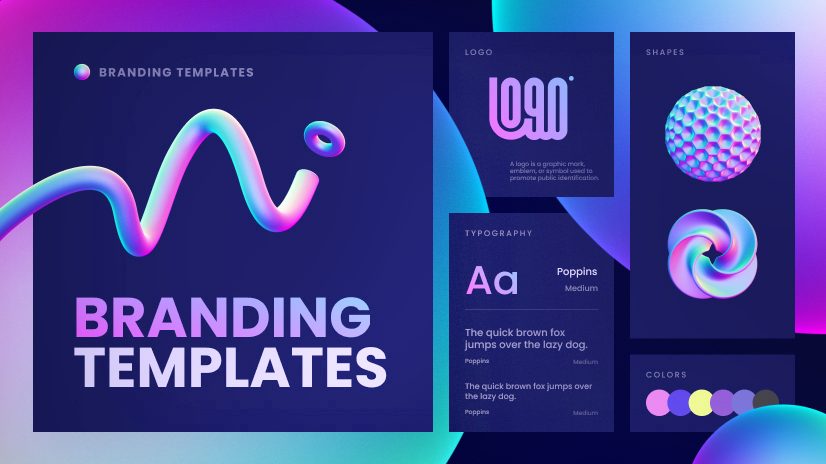 BRANDING TEMPLATES
BRANDING
TEMPLATES
LOGO
logo
A logo is a graphic mark,
emblem, or symbol used to
promote public identification.
TYPOGRAPHY
Aa
Poppins
Medium
The quick brown fox
jumps over the lazy dog.
Poppins
Medium
The quick brown fox jumps over
the lazy dog.
Poppins
Medium
SHAPES
COLORS